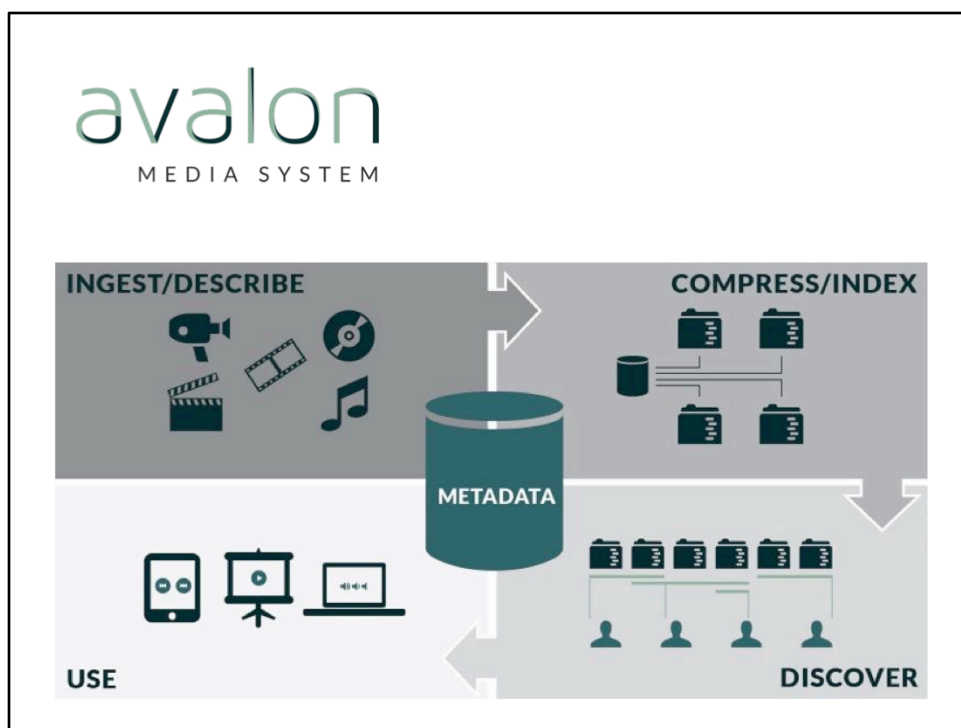 avalon
MEDIA SYSTEM
INGEST/DESCRIBE
COMPRESS/INDEX
METADATA
USE
DISCOVER